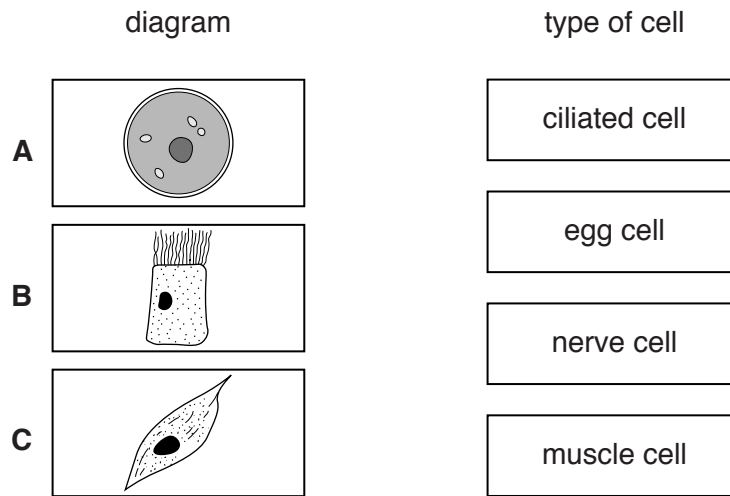 diagram
type of cell
A
ciliated cell
egg cell
B
nerve cell
C
muscle cell